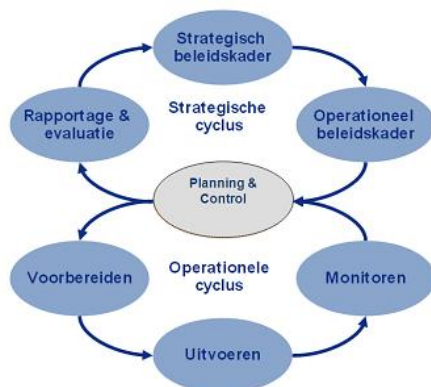 Strategisch
beleidskader
Rapportage &
evaluatie
Strategische
cyclus
Operationeel
beleidskader
Planning &
Control
Voorbereiden
Operationele
cyclus
Monitoren
Uitvoeren